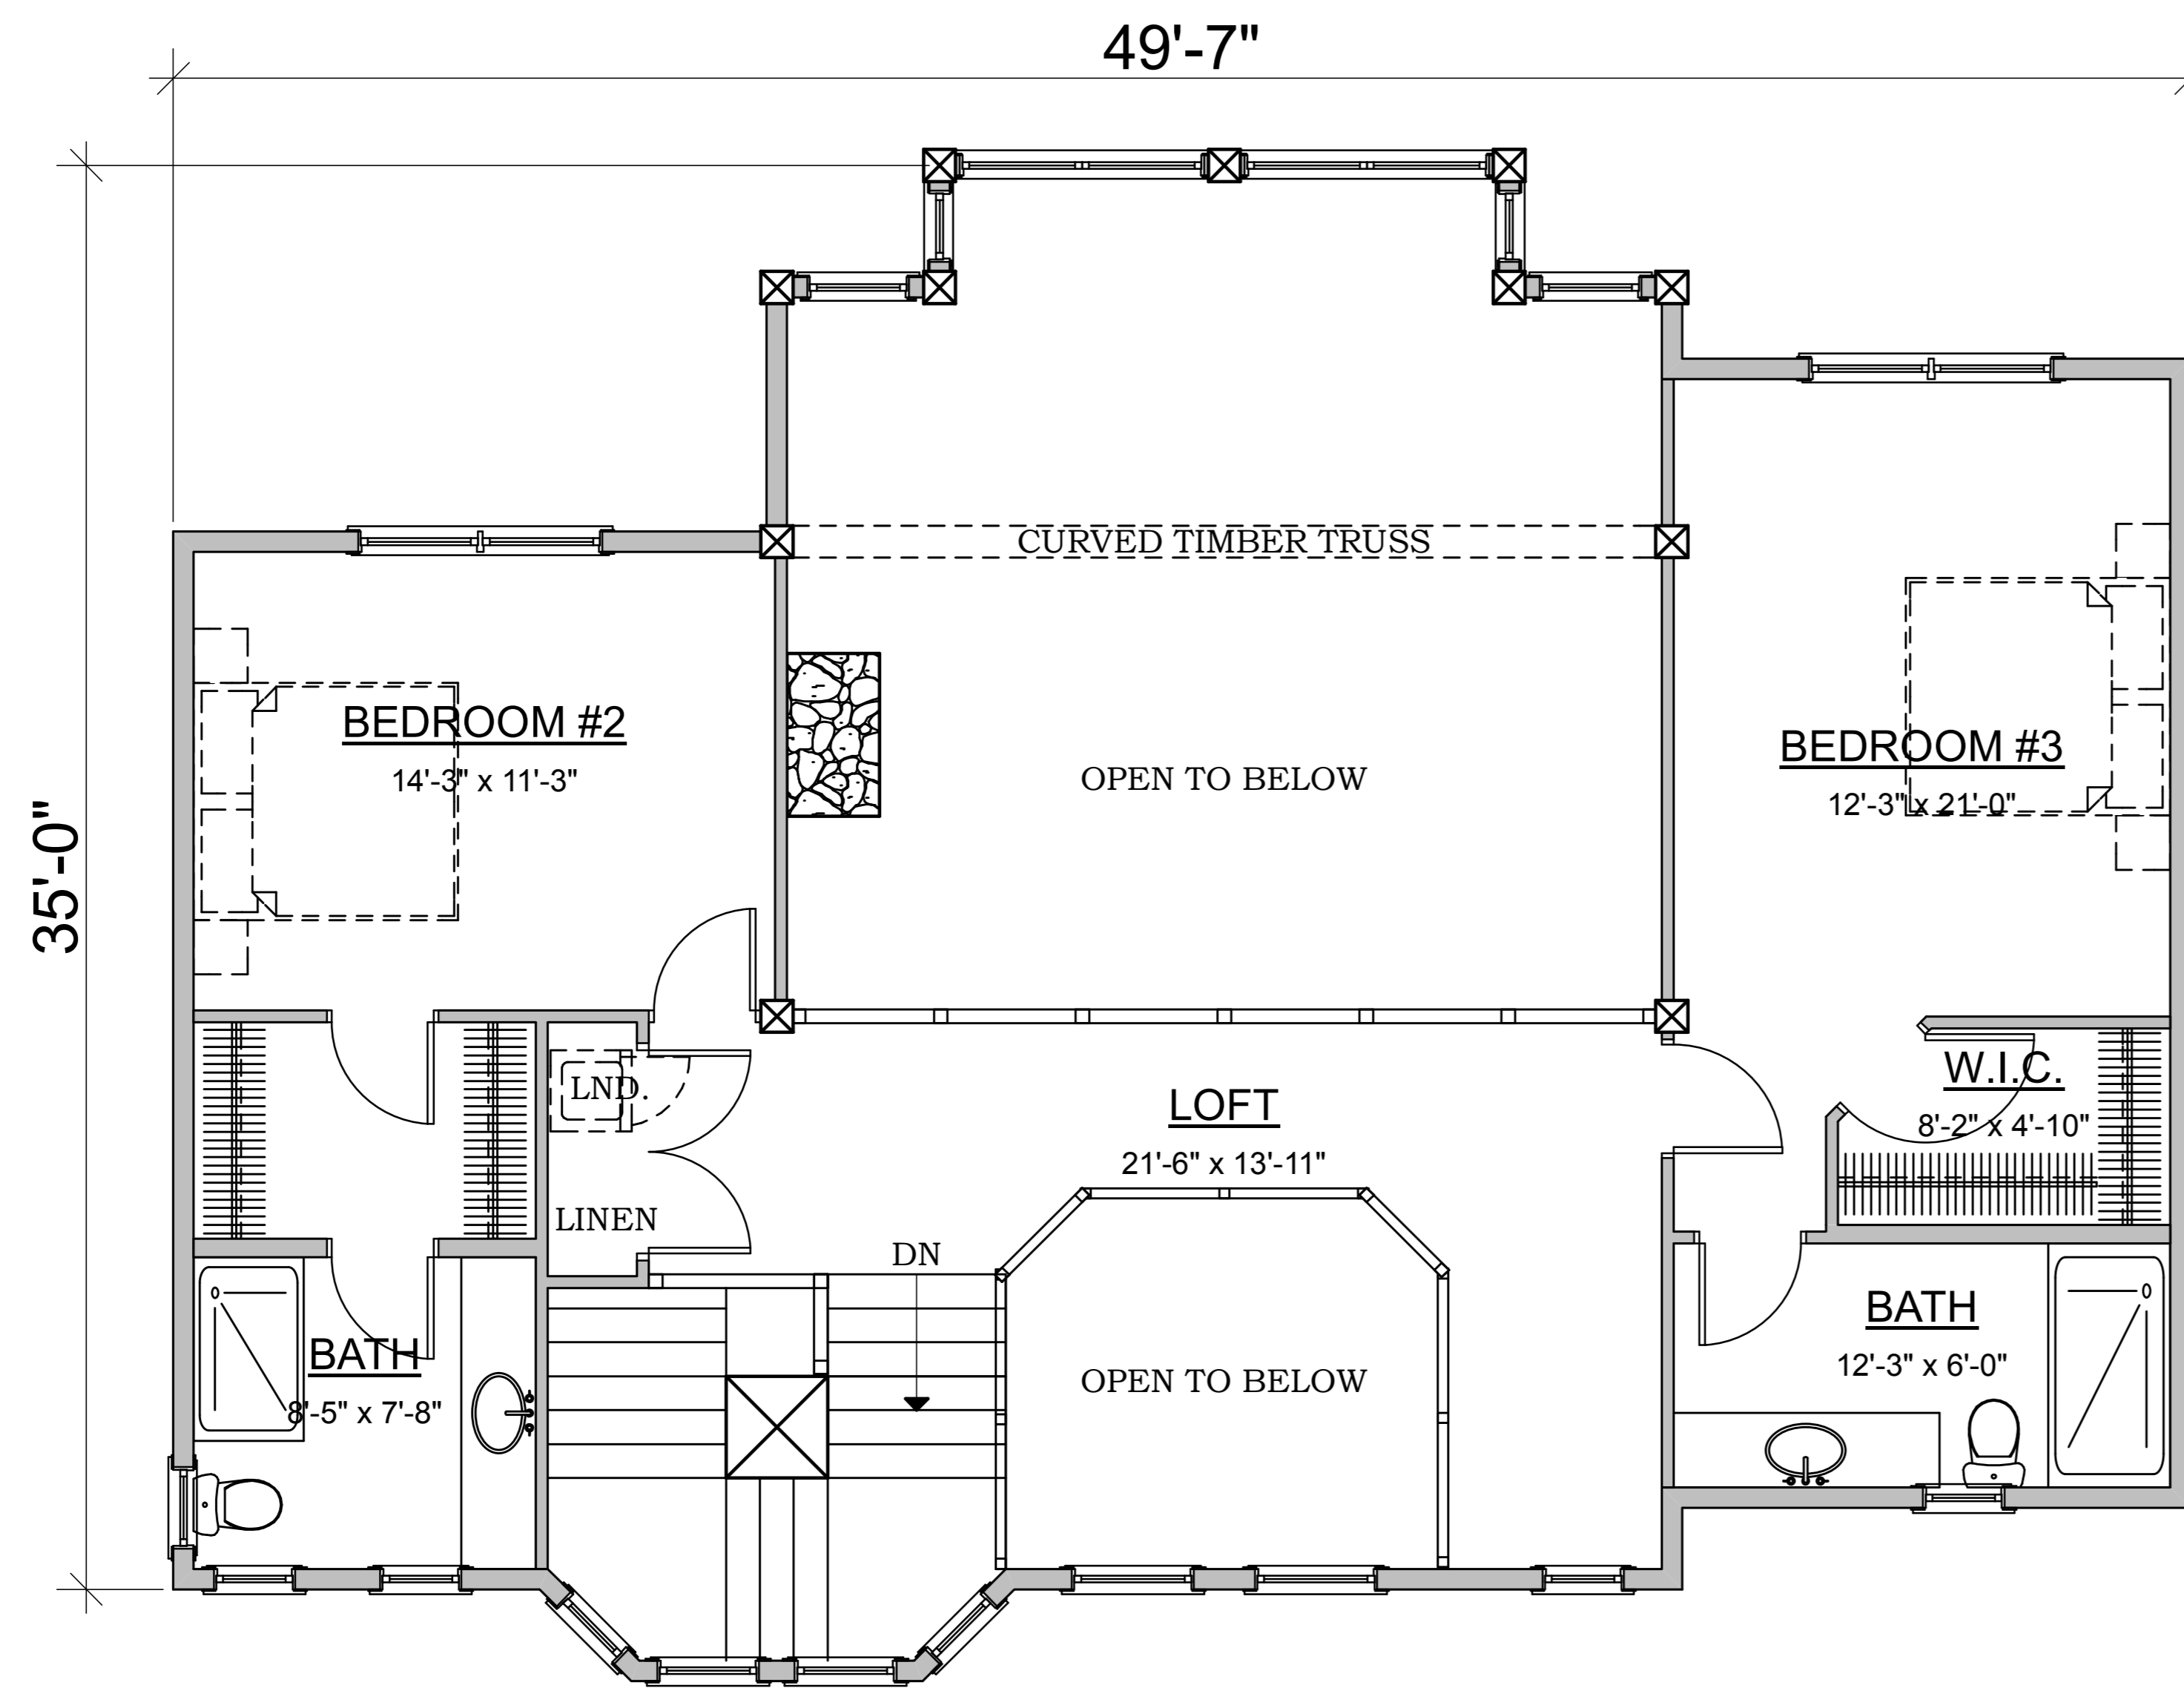 49'-7"
35'-0"
CURVED TIMBER TRUSS
BEDROOM #2
14'-3" x 11'-3"
OPEN TO BELOW
BEDROOM #3
12'-3" x 21'-0"
LND.
LOFT
21'-6" x 13'-11"
W.I.C.
8'-2" x 4'-10"
LINEN
DN
BATH
8'-5" x 7'-8"
OPEN TO BELOW
BATH
12'-3" x 6'-0"